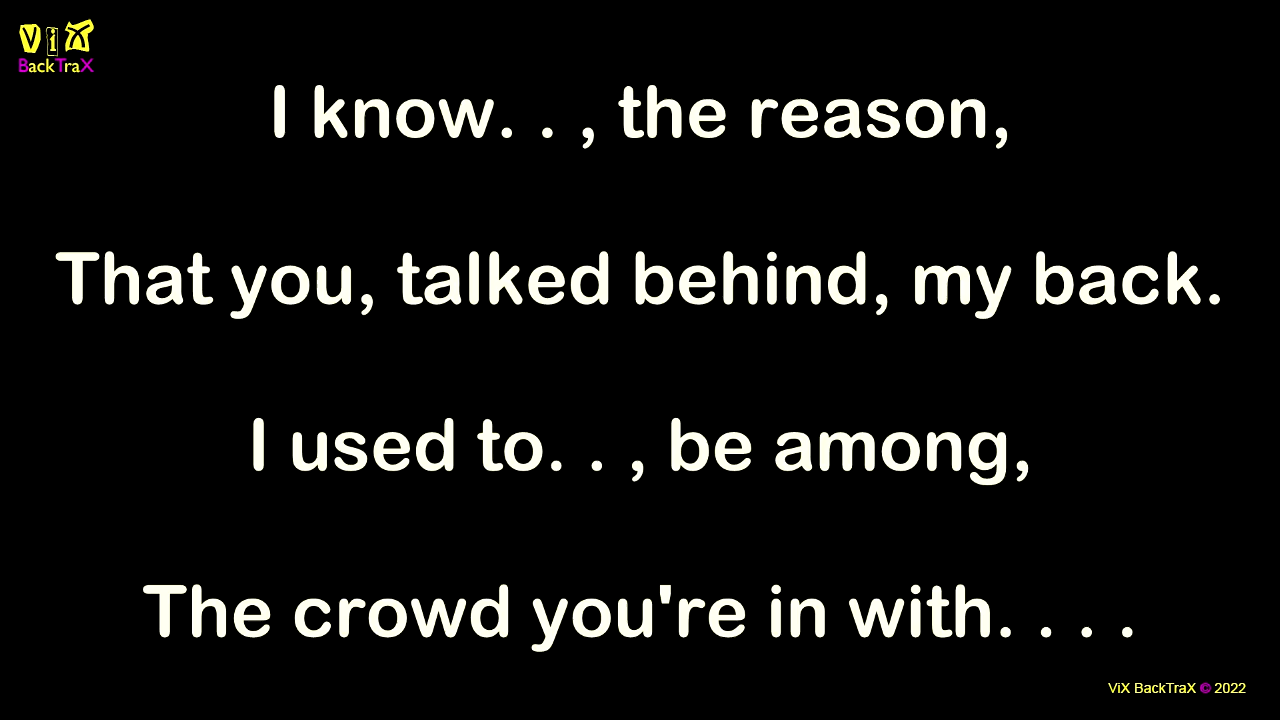 ViX
BackTraX
I know. . , the reason,
That you, talked behind, my back.
I used to. . , be among,
The crowd you're in with. . . .
ViX BackTraX © 2022